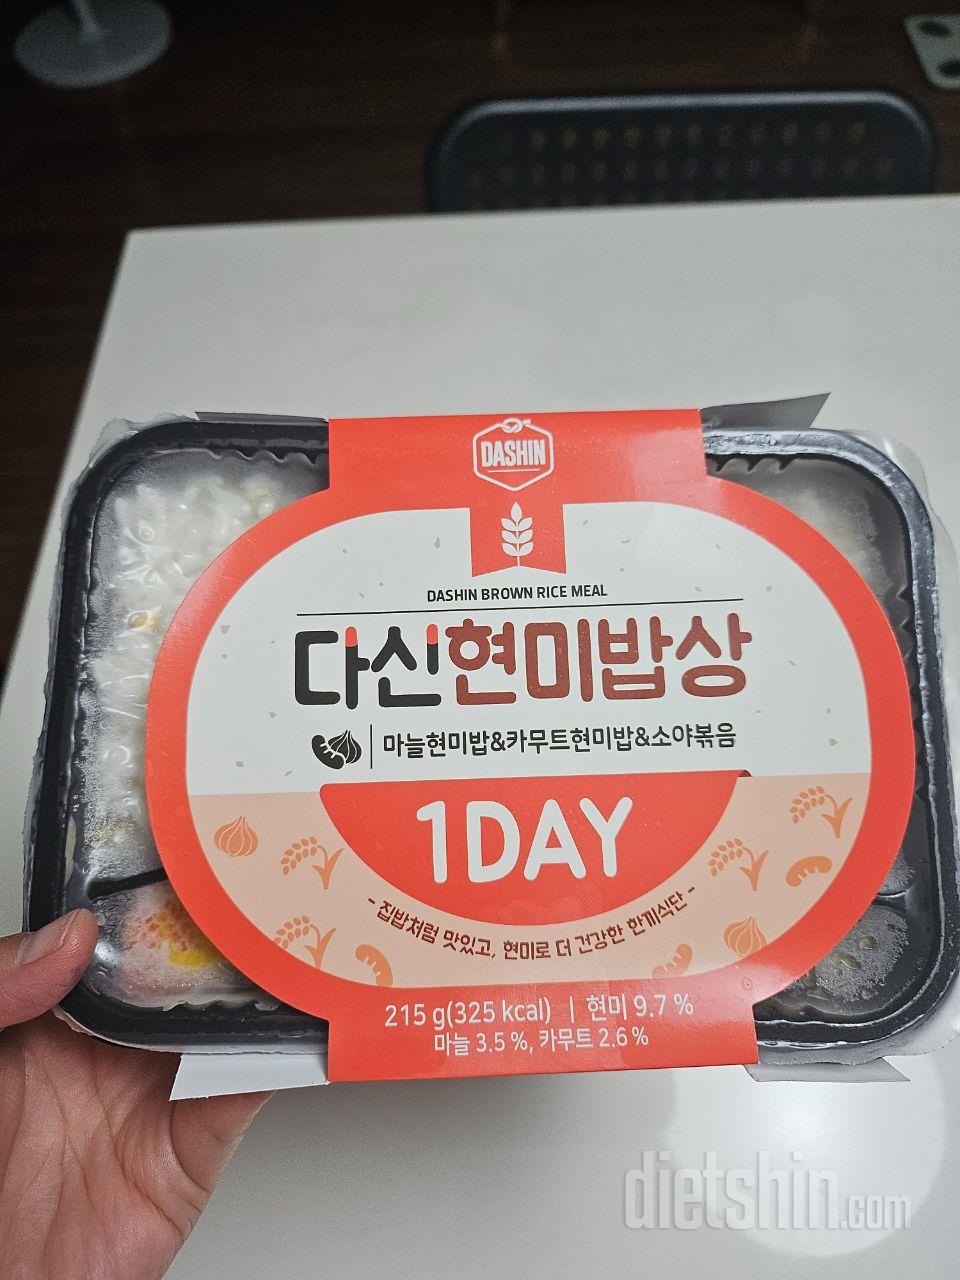 DASHIN
DASHIN BROWN RICE MEAL
다신현미밥상
마늘현미밥&카무트현미밥&소야볶음
1DAY
- 집밥처럼 맛있고, 현미로 더 건강한 한끼식단 -
215 g(325 kcal) | 현미 9.7 %
마늘 3.5 %, 카무트 2.6 %
dietshin.com